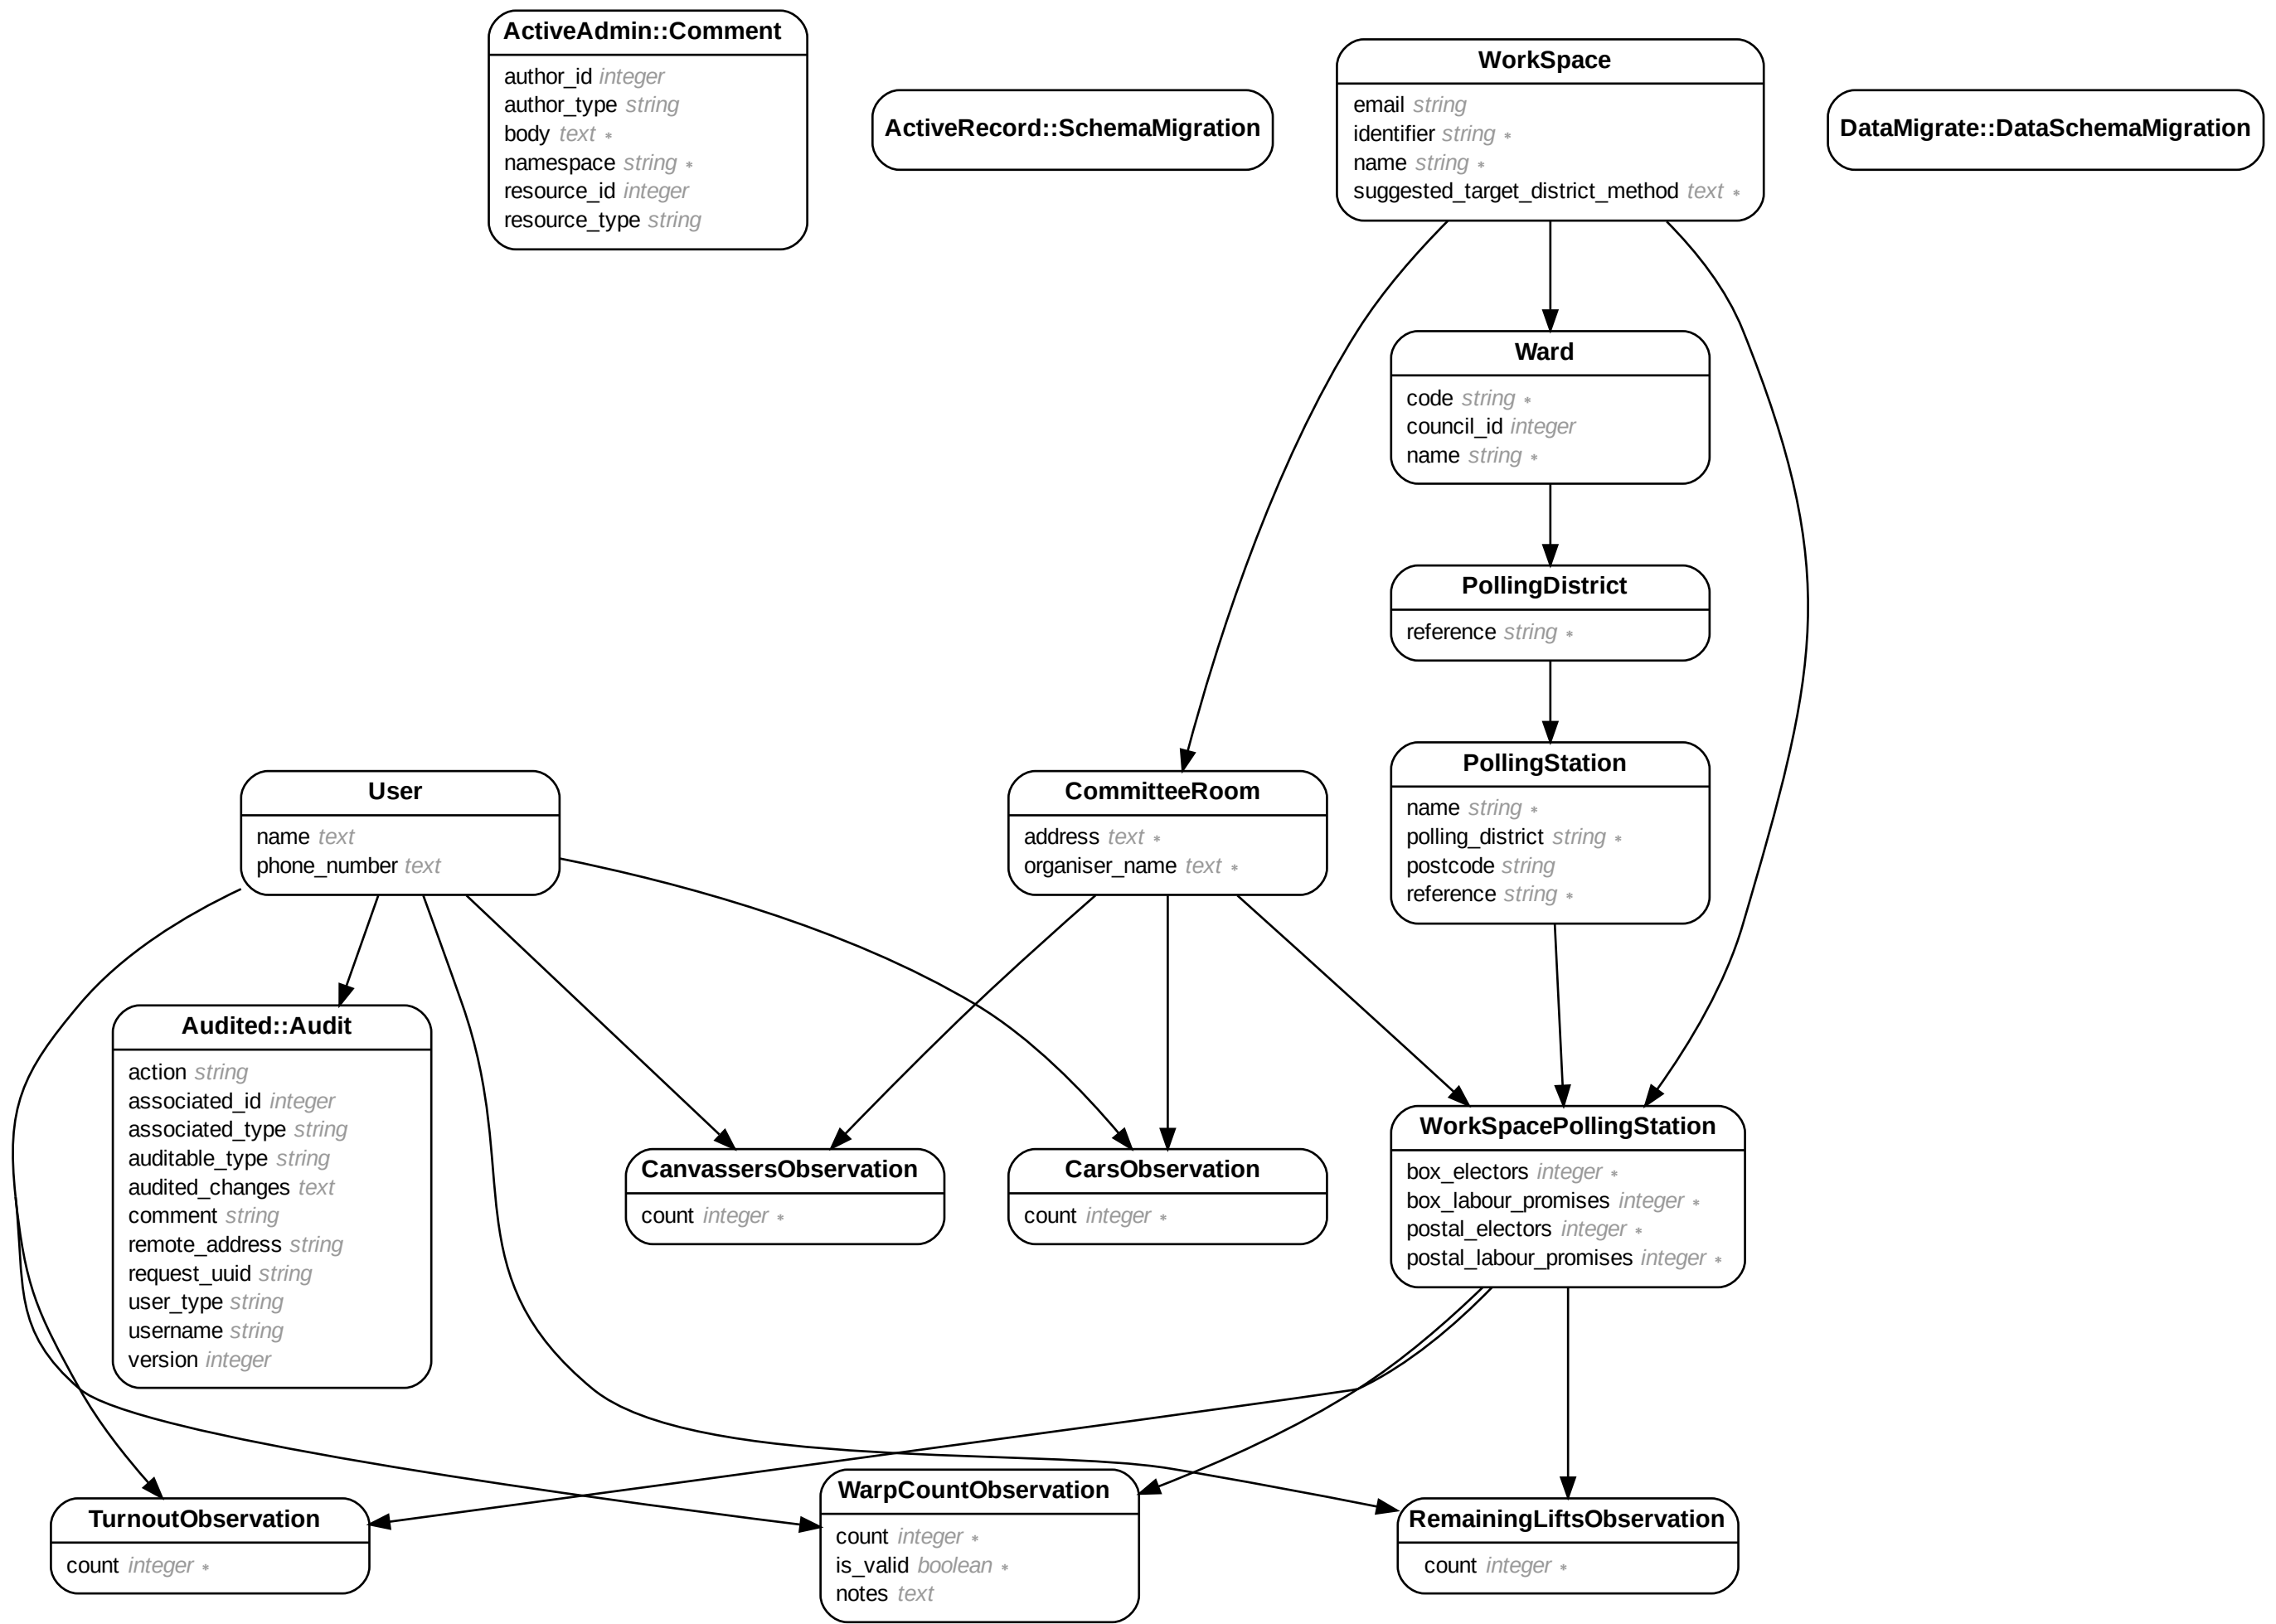 ActiveAdmin::Comment
author_id integer
author_type string
body text *
namespace string *
resource_id integer
resource_type string
ActiveRecord::SchemaMigration
WorkSpace
email string
identifier string *
name string *
suggested_target_district_method text *
DataMigrate::DataSchemaMigration
Ward
code string *
council_id integer
name string *
PollingDistrict
reference string *
PollingStation
name string *
polling_district string *
postcode string
reference string *
User
name text
phone_number text
CommitteeRoom
address text *
organiser_name text *
Audited::Audit
action string
associated_id integer
associated_type string
auditable_type string
audited_changes text
comment string
remote_address string
request_uuid string
user_type string
username string
version integer
CanvassersObservation
count integer *
CarsObservation
count integer *
WorkSpacePollingStation
box_electors integer *
box_labour_promises integer *
postal_electors integer *
postal_labour_promises integer *
TurnoutObservation
count integer *
WarpCountObservation
count integer *
is_valid boolean *
notes text
RemainingLiftsObservation
count integer *